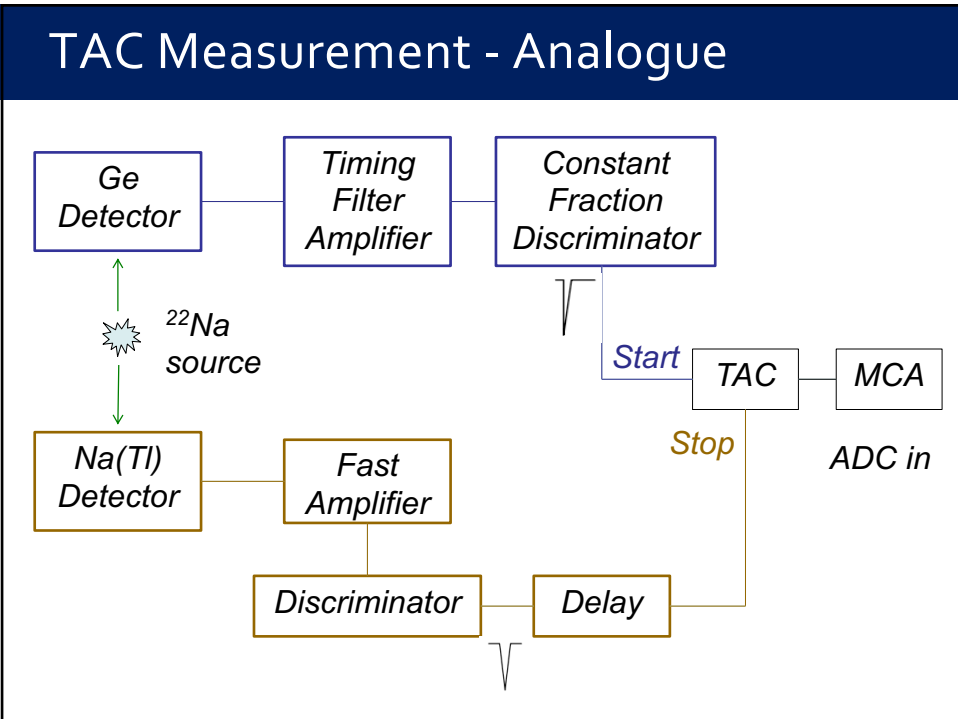 TAC Measurement - Analogue
Ge
Detector
Timing
Filter
Amplifier
Constant
Fraction
Discriminator
²²Na
source
Start
TAC
MCA
Stop
ADC in
Na(Tl)
Detector
Fast
Amplifier
Discriminator
Delay